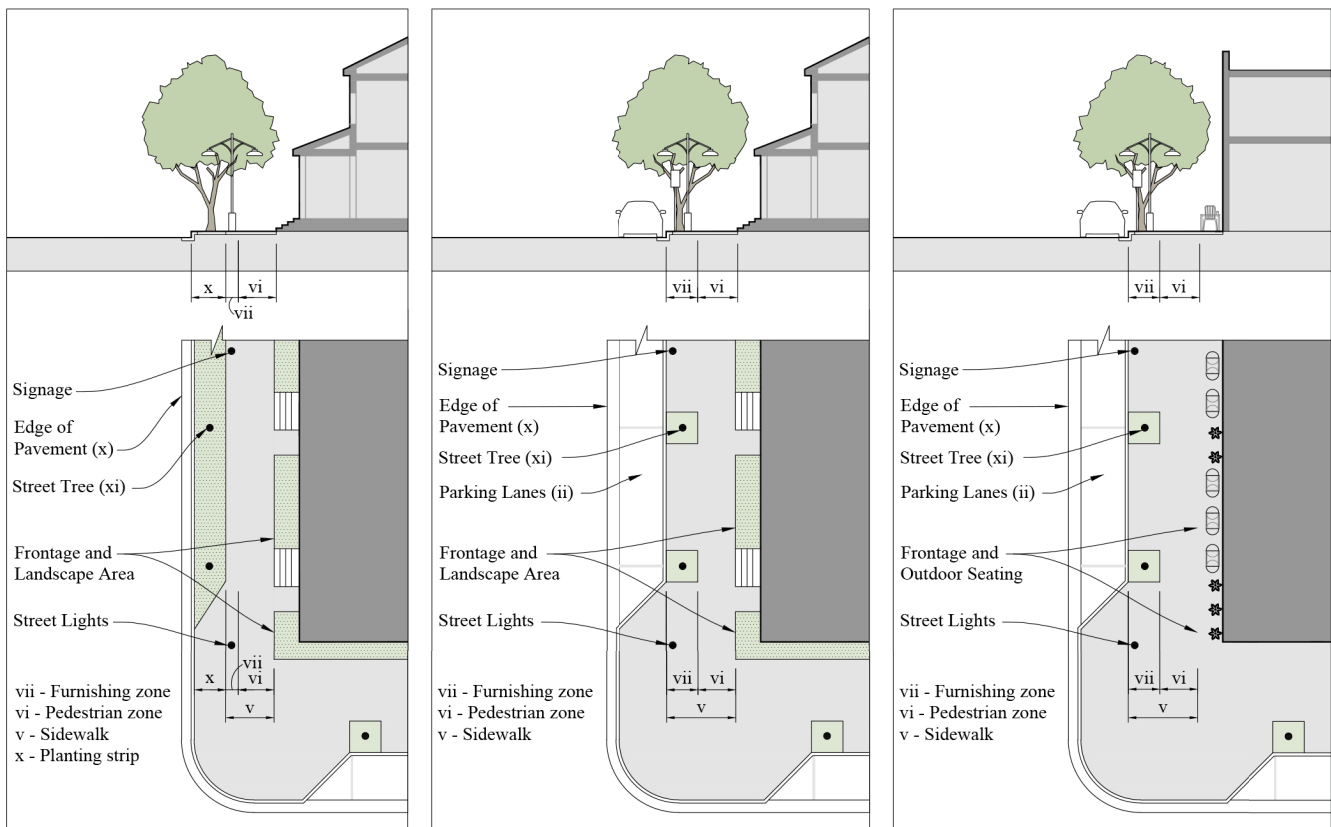 x
vi
vii
Signage
Edge of
Pavement (x)
Street Tree (xi)
Frontage and
Landscape Area
Street Lights
vii
x
vi
v
vii - Furnishing zone
vi - Pedestrian zone
v - Sidewalk
x - Planting strip
vii
vi
Signage
Edge of
Pavement (x)
Street Tree (xi)
Parking Lanes (ii)
Frontage and
Landscape Area
Street Lights
vii
vi
v
vii - Furnishing zone
vi - Pedestrian zone
v - Sidewalk
vii
vi
Signage
Edge of
Pavement (x)
Street Tree (xi)
Parking Lanes (ii)
Frontage and
Outdoor Seating
Street Lights
vii
vi
v
vii - Furnishing zone
vi - Pedestrian zone
v - Sidewalk